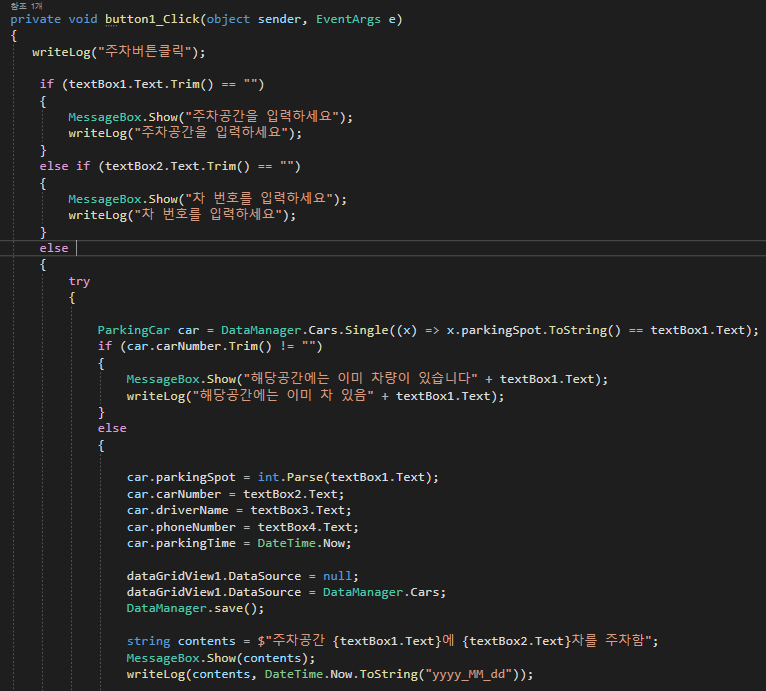 참조 1개
private void button1_Click(object sender, EventArgs e)
{
writeLog("주차버튼클릭");
if (textBox1.Text.Trim() == "")
{
MessageBox.Show("주차공간을 입력하세요");
writeLog("주차공간을 입력하세요");
}
else if (textBox2.Text.Trim() == "")
{
MessageBox.Show("차 번호를 입력하세요");
writeLog("차 번호를 입력하세요");
}
else
{
try
{
ParkingCar car = DataManager.Cars.Single((x) => x.parkingSpot.ToString() == textBox1.Text);
if (car.carNumber.Trim() != "")
{
MessageBox.Show("해당공간에는 이미 차량이 있습니다" + textBox1.Text);
writeLog("해당공간에는 이미 차 있음" + textBox1.Text);
}
else
{
car.parkingSpot = int.Parse(textBox1.Text);
car.carNumber = textBox2.Text;
car.driverName = textBox3.Text;
car.phoneNumber = textBox4.Text;
car.parkingTime = DateTime.Now;
dataGridView1.DataSource = null;
dataGridView1.DataSource = DataManager.Cars;
DataManager.save();
string contents = $"주차공간 {textBox1.Text}에 {textBox2.Text}차를 주차함";
MessageBox.Show(contents);
writeLog(contents, DateTime.Now.ToString("yyyy_MM_dd"));